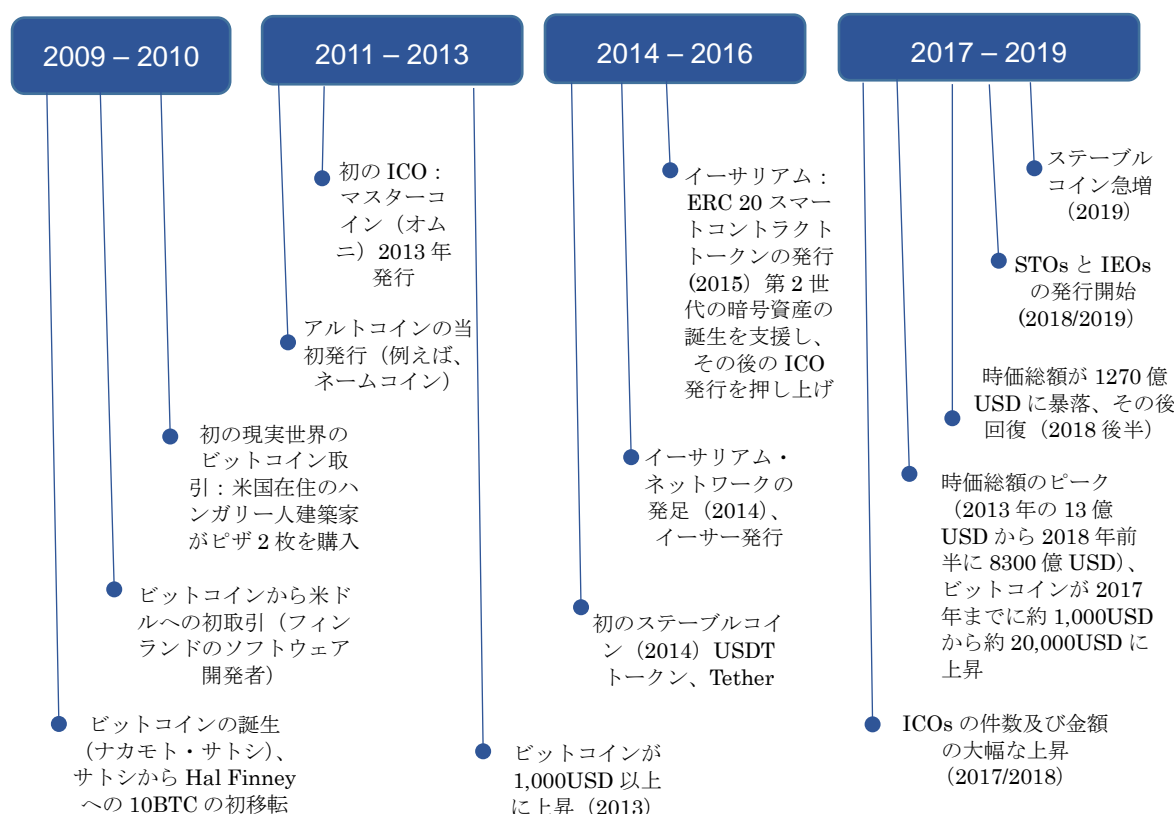 2009 – 2010
初の現実世界の
ビットコイン取
引：米国在住のハ
ンガリー人建築家
がピザ 2 枚を購入
ビットコインから米ド
ルへの初取引（フィン
ランドのソフトウェア
開発者）
ビットコインの誕生
（ナカモト・サトシ）、
サトシから Hal Finney
への 10BTC の初移転
2011 – 2013
初の ICO：
マスターコ
イン（オム
ニ）2013 年
発行
アルトコインの当
初発行（例えば、
ネームコイン）
ビットコインが
1,000USD 以上
に上昇（2013）
2014 – 2016
イーサリアム：
ERC 20 スマー
トコントラクト
トークンの発行
(2015）第 2 世
代の暗号資産の
誕生を支援し、
その後の ICO
発行を押し上げ
イーサリアム・
ネットワークの
発足（2014）、
イーサー発行
初のステーブルコイ
ン（2014）USDT
トークン、Tether
2017 – 2019
ステーブル
コイン急増
（2019）
STOs と IEOs
の発行開始
(2018/2019）
時価総額が 1270 億
USD に暴落、その後
回復（2018 後半）
時価総額のピーク
（2013 年の 13 億
USD から 2018 年前
半に 8300 億 USD）、
ビットコインが 2017
年までに約 1,000USD
から約 20,000USD に
上昇
ICOs の件数及び金額
の大幅な上昇
（2017/2018）